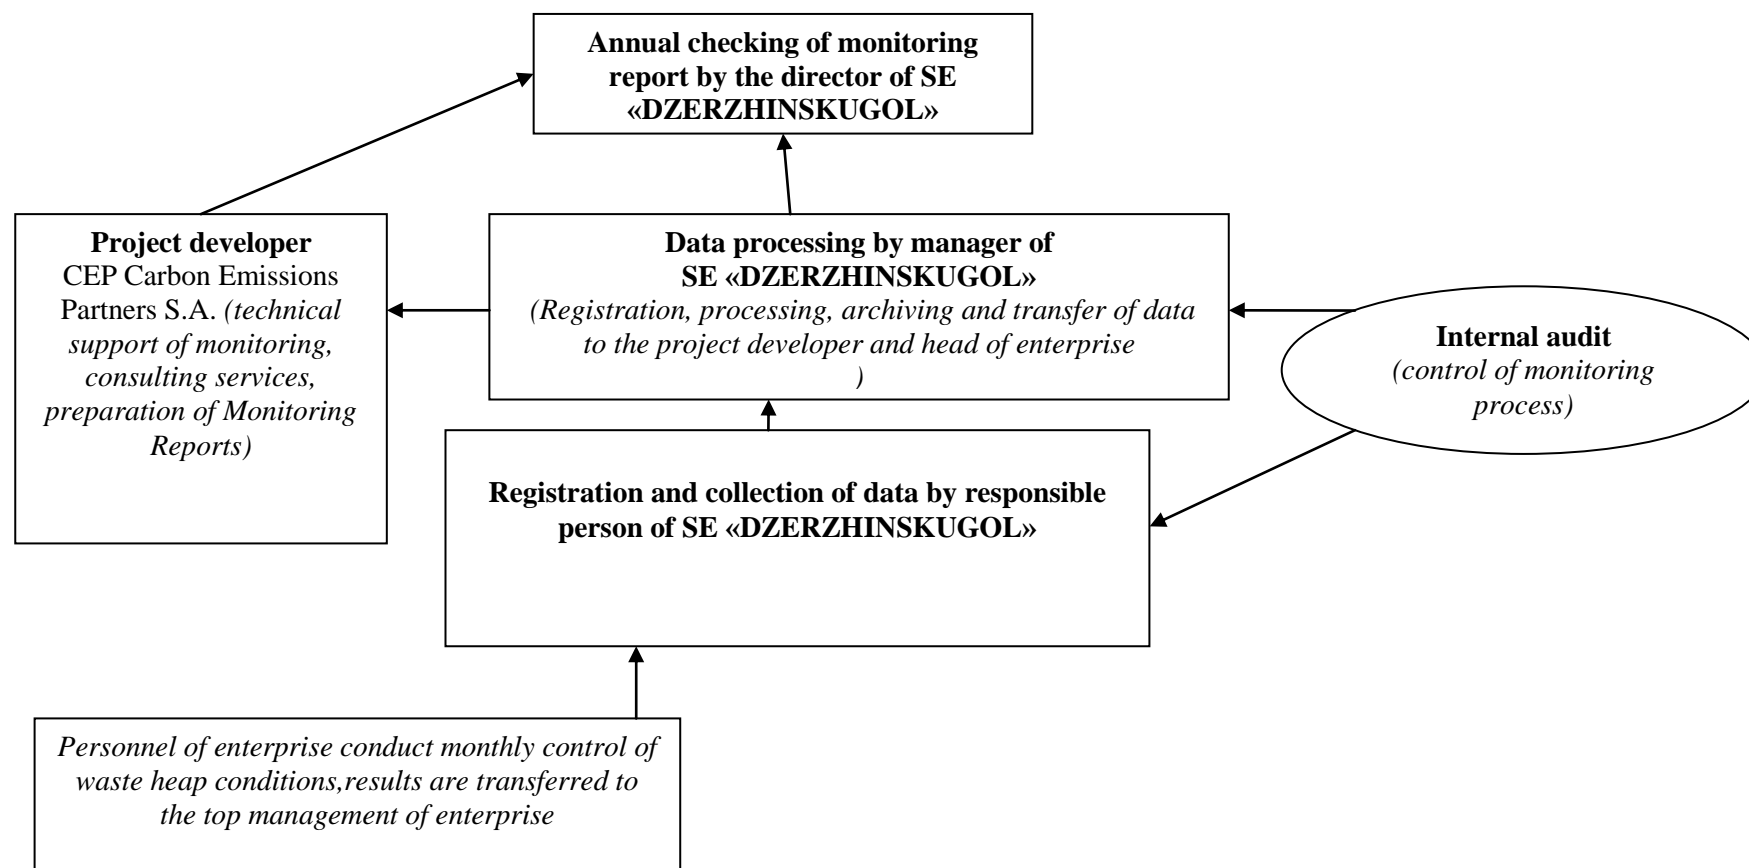 Annual checking of monitoring
report by the director of SE
«DZERZHINSKUGOL»
Project developer
CEP Carbon Emissions
Partners S.A. (technical
support of monitoring,
consulting services,
preparation of Monitoring
Reports)
Data processing by manager of
SE «DZERZHINSKUGOL»
(Registration, processing, archiving and transfer of data
to the project developer and head of enterprise
)
Internal audit
(control of monitoring
process)
Registration and collection of data by responsible
person of SE «DZERZHINSKUGOL»
Personnel of enterprise conduct monthly control of
waste heap conditions,results are transferred to
the top management of enterprise